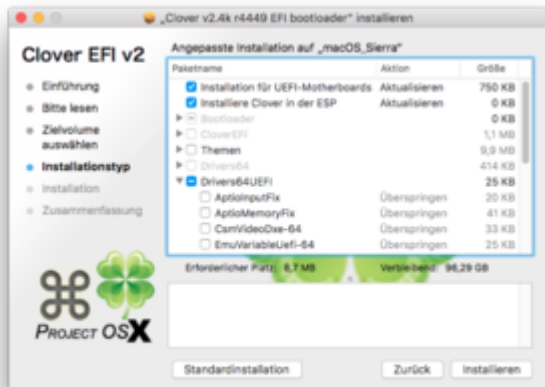 „Clover v2.4k r4449 EFI bootloader“ installieren
Clover EFI v2
Einführung
Bitte lesen
Zielvolume
auswählen
Installationstyp
Installation
Zusammenfassung
PROJECT OSX
Angepasste Installation auf „macOS_Sierra“
Paketname Aktion Größe
Installation für UEFI-Motherboards Aktualisieren 750 KB
Installiere Clover in der ESP Aktualisieren 0 KB
Bootloader 0 KB
CloverEFI 1,1 MB
Themen 9,9 MB
Drivers64 414 KB
Drivers64UEFI 25 KB
AptioInputFix Überspringen 20 KB
AptioMemoryFix Überspringen 41 KB
CsmVideoDxe-64 Überspringen 33 KB
EmuVariableUefi-64 Überspringen 25 KB
Erforderlicher Platz: 6,7 MB Verbleibend: 96,29 GB
Standardinstallation Zurück Installieren